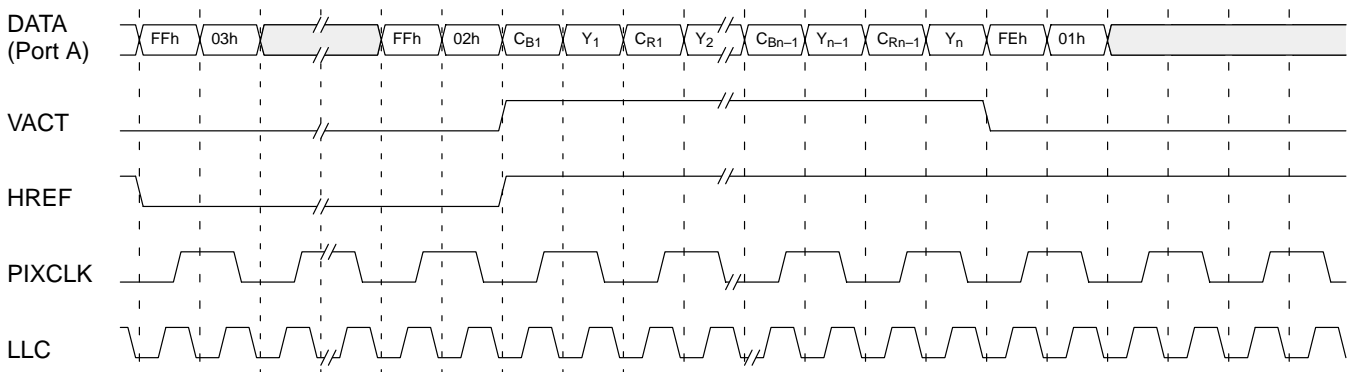 DATA
(Port A)
FFh 03h FFh 02h CB1 Y1 CR1 Y2 CBn–1 Yn–1 CRn–1 Yn FEh 01h
VACT
HREF
PIXCLK
LLC